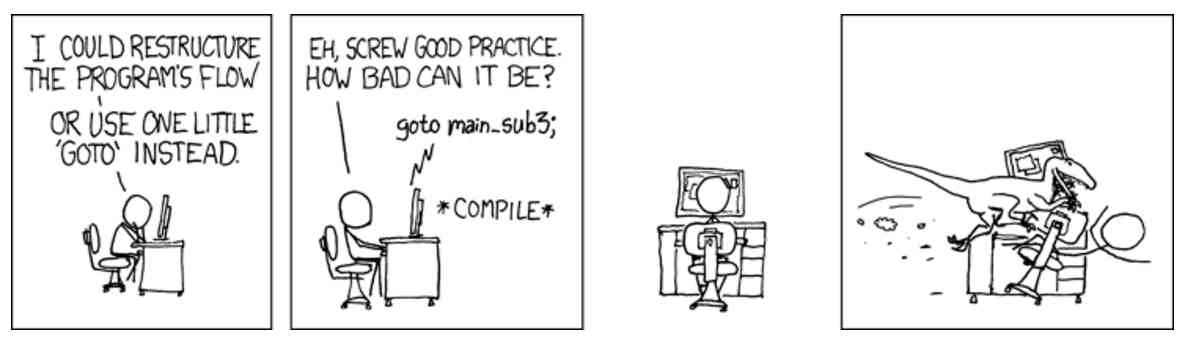 I COULD RESTRUCTURE
THE PROGRAM'S FLOW
OR USE ONE LITTLE
'GOTO' INSTEAD.
EH, SCREW GOOD PRACTICE.
HOW BAD CAN IT BE?
goto main_sub3;
*COMPILE*